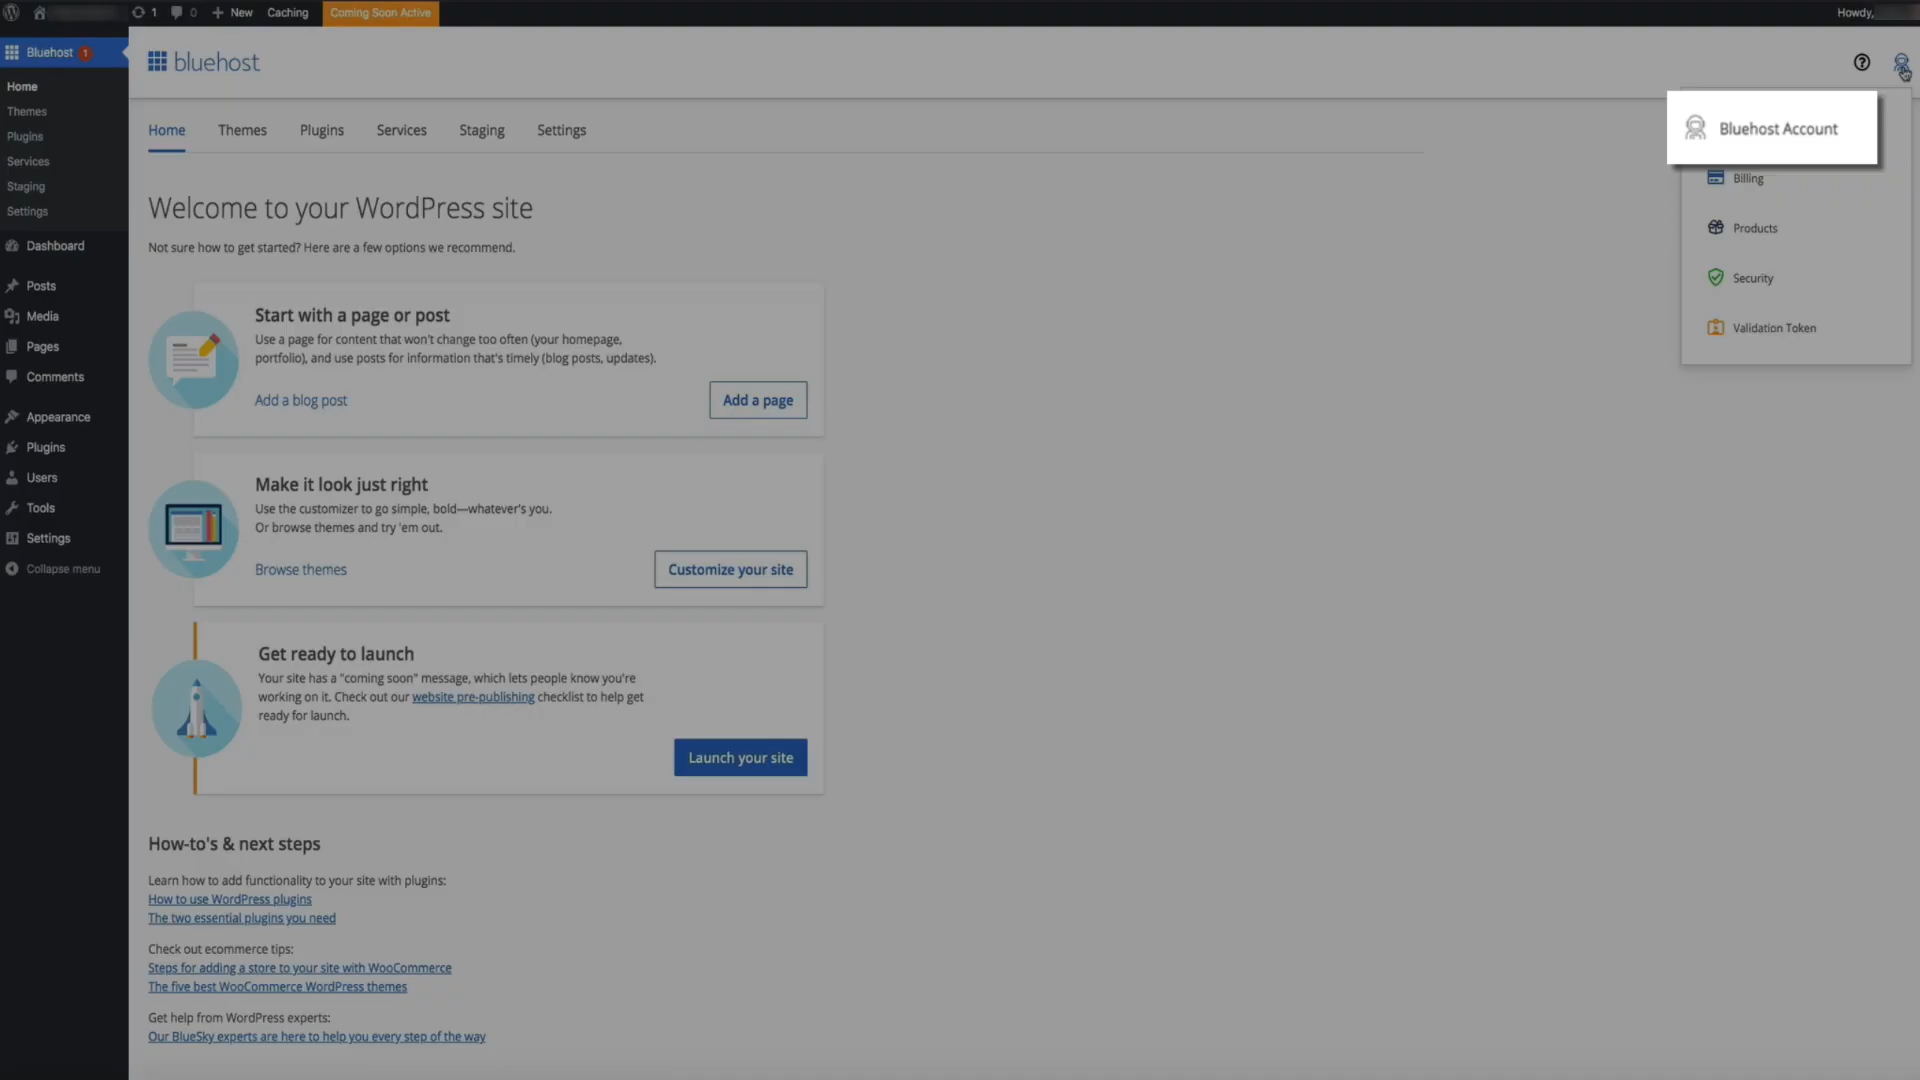 1 0 New Caching Coming Soon Active Howdy,
Bluehost 1
Home
Themes
Plugins
Services
Staging
Settings
Dashboard
Posts
Media
Pages
Comments
Appearance
Plugins
Users
Tools
Settings
Collapse menu
bluehost
Home Themes Plugins Services Staging Settings
Bluehost Account
Billing
Products
Security
Validation Token
Welcome to your WordPress site
Not sure how to get started? Here are a few options we recommend.
Start with a page or post
Use a page for content that won't change too often (your homepage,
portfolio), and use posts for information that's timely (blog posts, updates).
Add a blog post
Add a page
Make it look just right
Use the customizer to go simple, bold—whatever's you.
Or browse themes and try 'em out.
Browse themes
Customize your site
Get ready to launch
Your site has a "coming soon" message, which lets people know you're
working on it. Check out our website pre-publishing checklist to help get
ready for launch.
Launch your site
How-to's & next steps
Learn how to add functionality to your site with plugins:
How to use WordPress plugins
The two essential plugins you need
Check out ecommerce tips:
Steps for adding a store to your site with WooCommerce
The five best WooCommerce WordPress themes
Get help from WordPress experts:
Our BlueSky experts are here to help you every step of the way